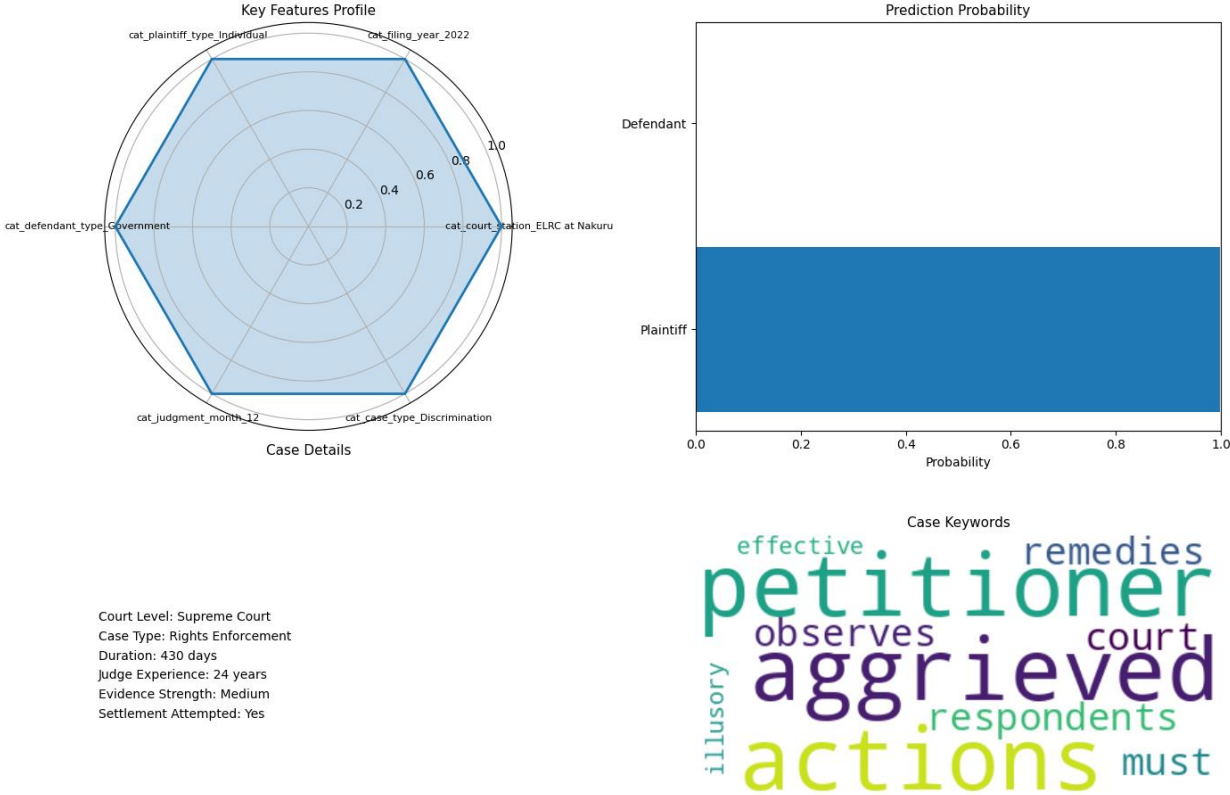 Key Features Profile
cat_plaintiff_type_Individual
cat_filing_year_2022
1.0
0.8
0.6
0.4
0.2
cat_defendant_type_Government
cat_court_station_ELRC at Nakuru
cat_judgment_month_12
cat_case_type_Discrimination
Prediction Probability
Defendant
Plaintiff
0.0 0.2 0.4 0.6 0.8 1.0
Probability
Case Details
Court Level: Supreme Court
Case Type: Rights Enforcement
Duration: 430 days
Judge Experience: 24 years
Evidence Strength: Medium
Settlement Attempted: Yes
Case Keywords
effective
remedies
petitioner
observes
court
aggrieved
illusory
respondents
actions
must